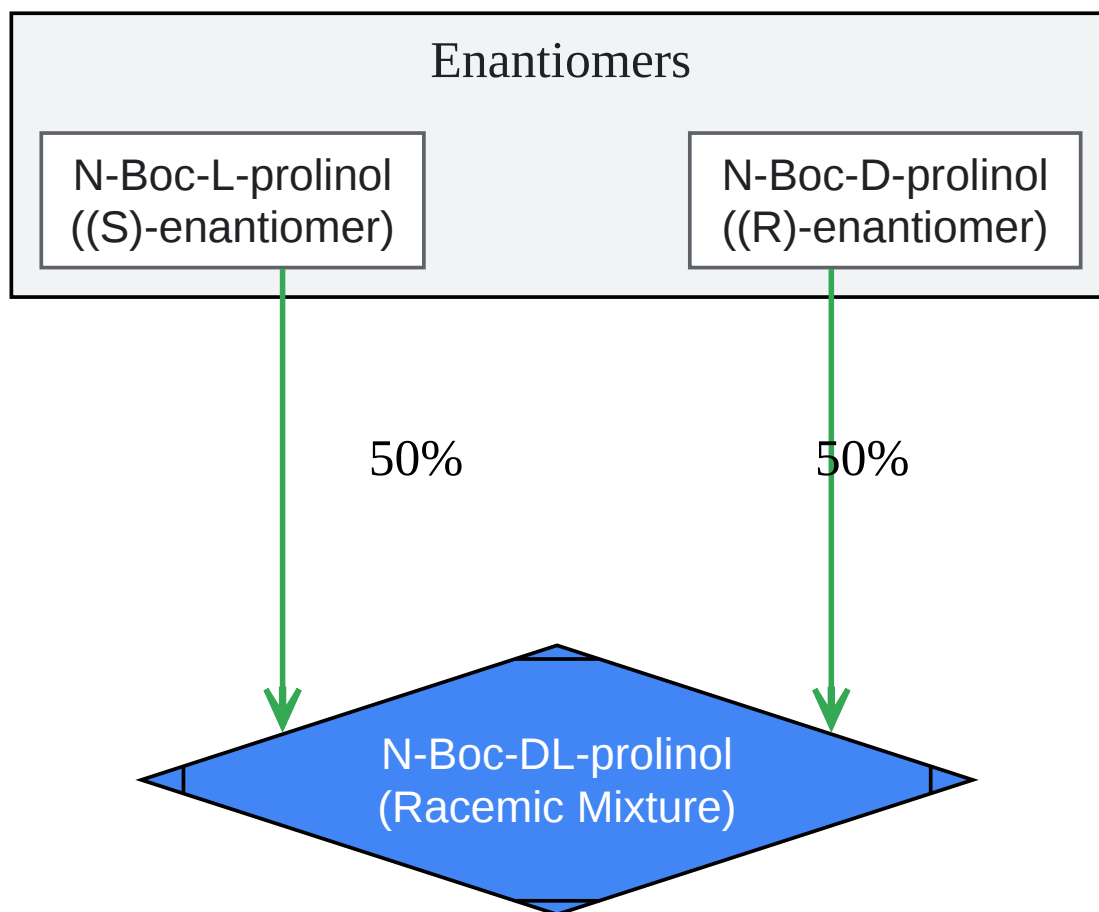 Enantiomers
N-Boc-L-prolinol
((S)-enantiomer)
N-Boc-D-prolinol
((R)-enantiomer)
50%
50%
N-Boc-DL-prolinol
(Racemic Mixture)